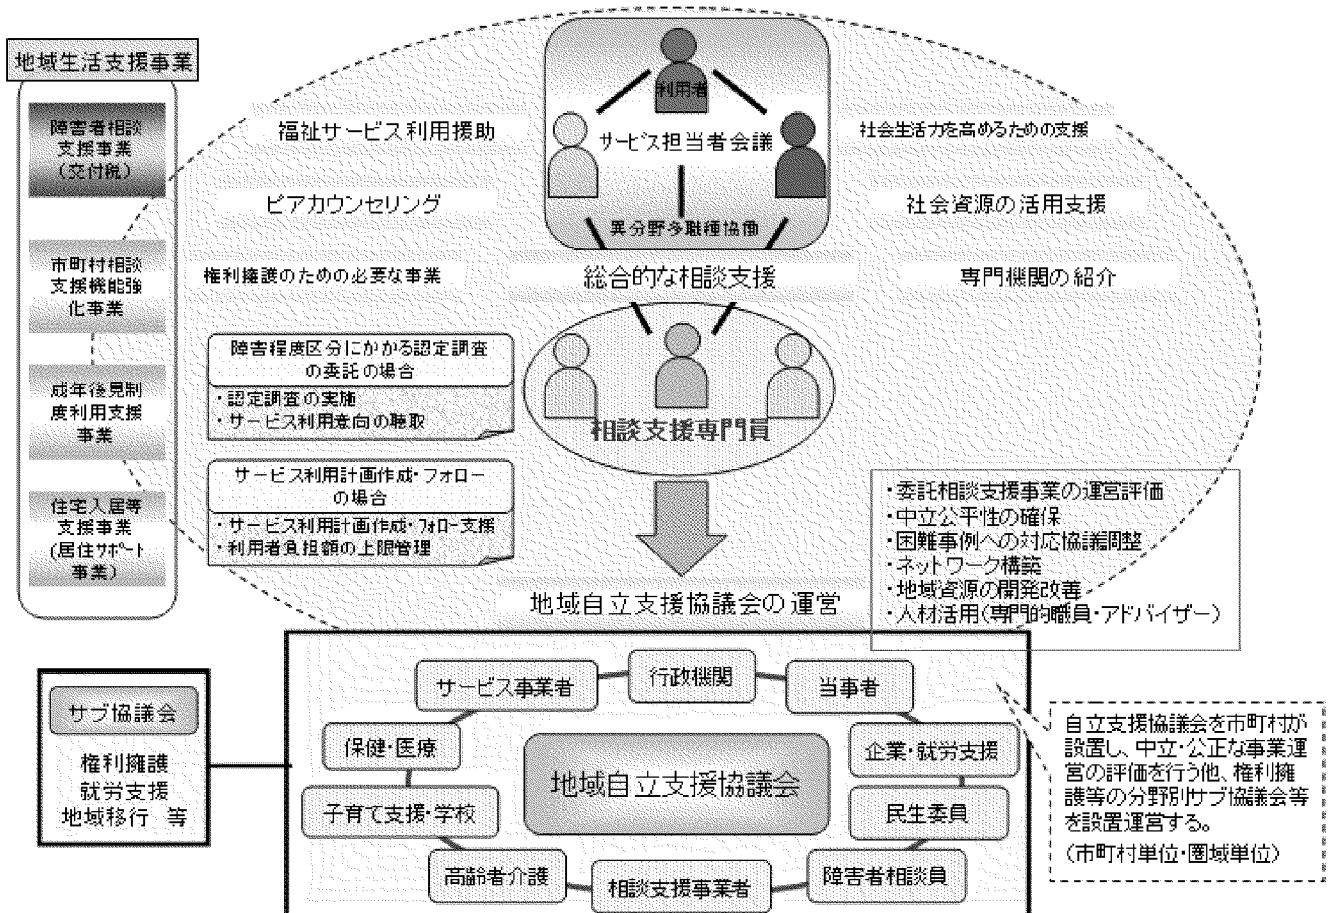 地域生活支援事業
障害者相談
支援事業
(交付税)
市町村相談
支援機能強
化事業
成年後見制
度利用支援
事業
住宅入居等
支援事業
(居住サポート
事業)
利用者
サービス担当者会議
異分野多職種協働
福祉サービス利用援助
ピアカウンセリング
権利擁護のための必要な事業
総合的な相談支援
社会生活力を高めるための支援
社会資源の活用支援
専門機関の紹介
障害程度区分にかかる認定調査
の委託の場合
・認定調査の実施
・サービス利用意向の聴取
サービス利用計画作成・フォロー
の場合
・サービス利用計画作成・フォロー支援
・利用者負担額の上限管理
相談支援専門員
・委託相談支援事業の運営評価
・中立公平性の確保
・困難事例への対応協議調整
・ネットワーク構築
・地域資源の開発改善
・人材活用(専門的職員・アドバイザー)
地域自立支援協議会の運営
サブ協議会
権利擁護
就労支援
地域移行 等
サービス事業者
行政機関
当事者
保健・医療
企業・就労支援
地域自立支援協議会
子育て支援・学校
民生委員
高齢者介護
相談支援事業者
障害者相談員
自立支援協議会を市町村が
設置し、中立・公正な事業運
営の評価を行う他、権利擁
護等の分野別サブ協議会等
を設置運営する。
(市町村単位・圏域単位)